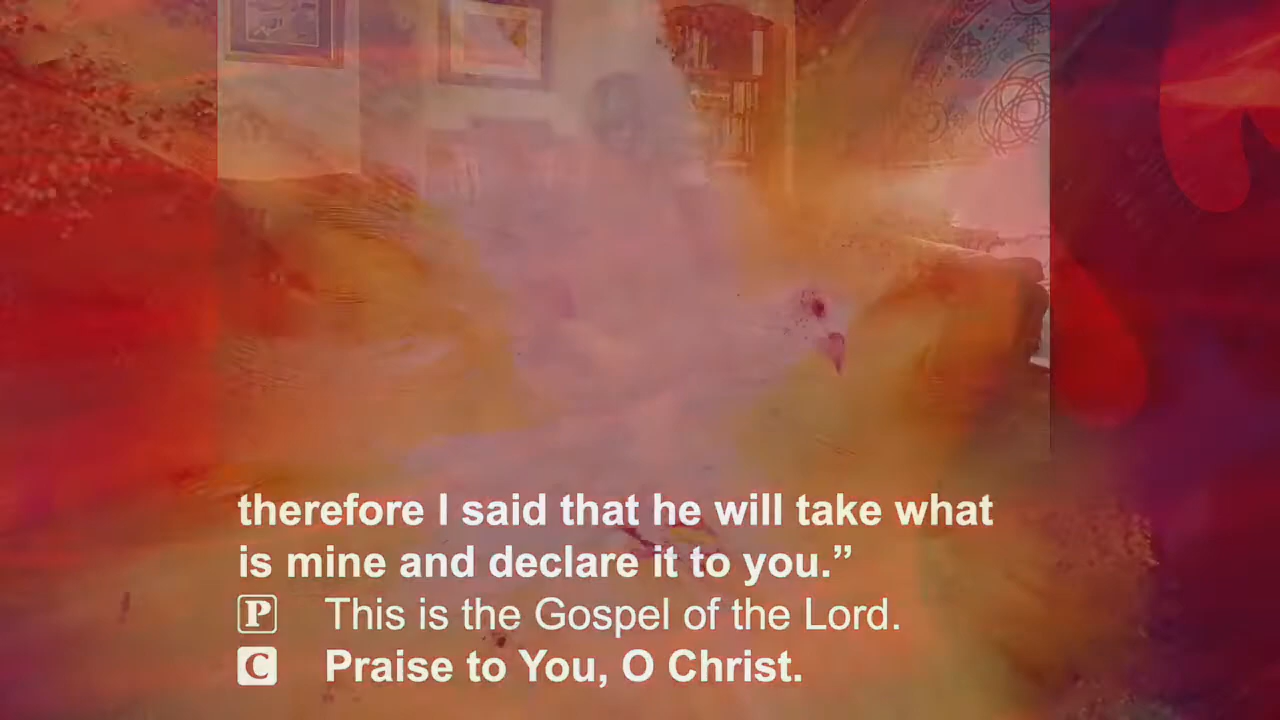 therefore I said that he will take what
is mine and declare it to you.”
P This is the Gospel of the Lord.
C Praise to You, O Christ.